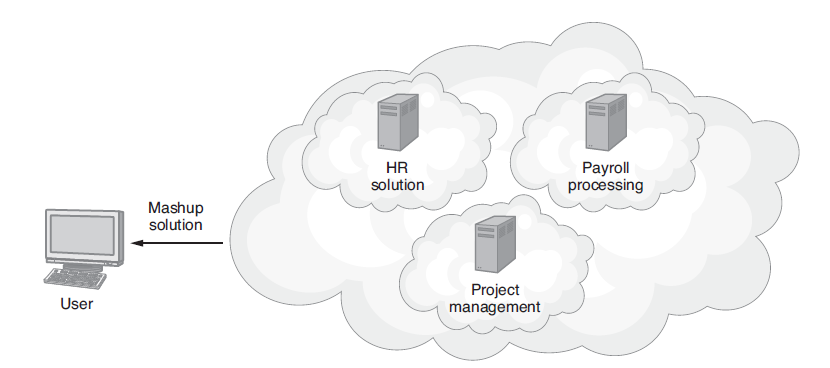 HR
solution
Payroll
processing
Mashup
solution
Project
management
User